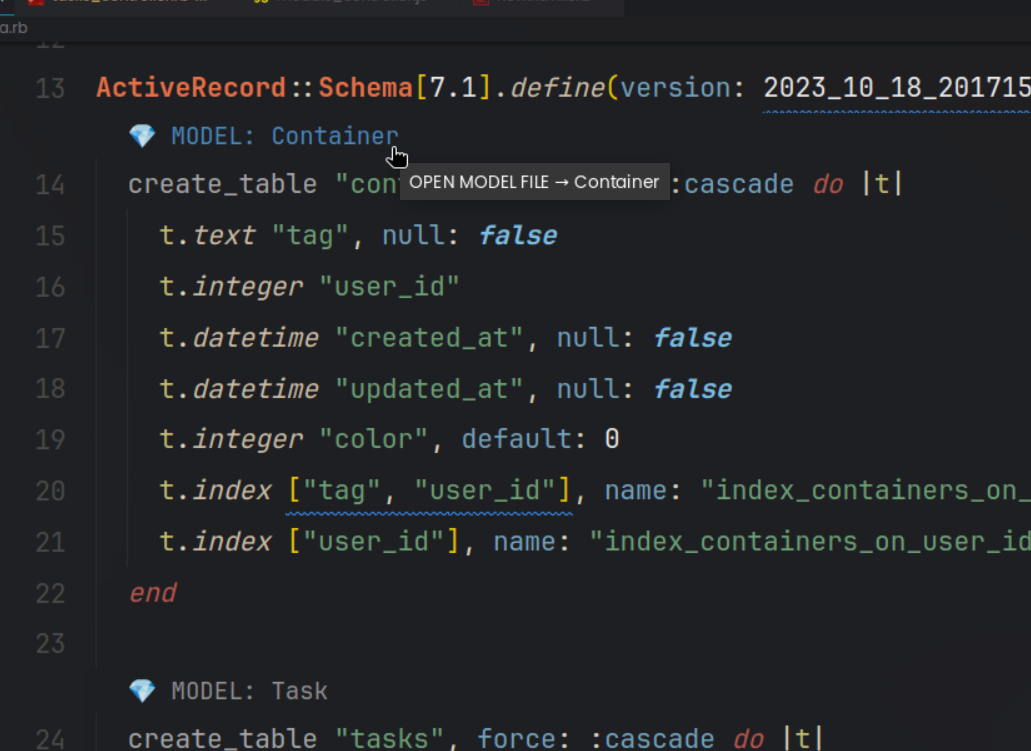 a.rb
12
13 ActiveRecord::Schema[7.1].define(version: 2023_10_18_201715
MODEL: Container
OPEN MODEL FILE → Container
14 create_table "con :cascade do |t|
15 t.text "tag", null: false
16 t.integer "user_id"
17 t.datetime "created_at", null: false
18 t.datetime "updated_at", null: false
19 t.integer "color", default: 0
20 t.index ["tag", "user_id"], name: "index_containers_on_
21 t.index ["user_id"], name: "index_containers_on_user_id
22 end
23
MODEL: Task
24 create_table "tasks", force: :cascade do |t|